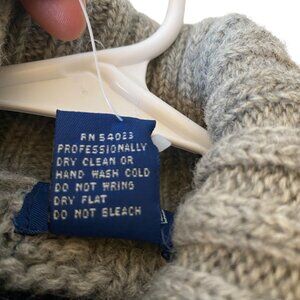 RN 54023
PROFESSIONALLY
DRY CLEAN OR
HAND WASH COLD
DO NOT WRING
DRY FLAT
DO NOT BLEACH